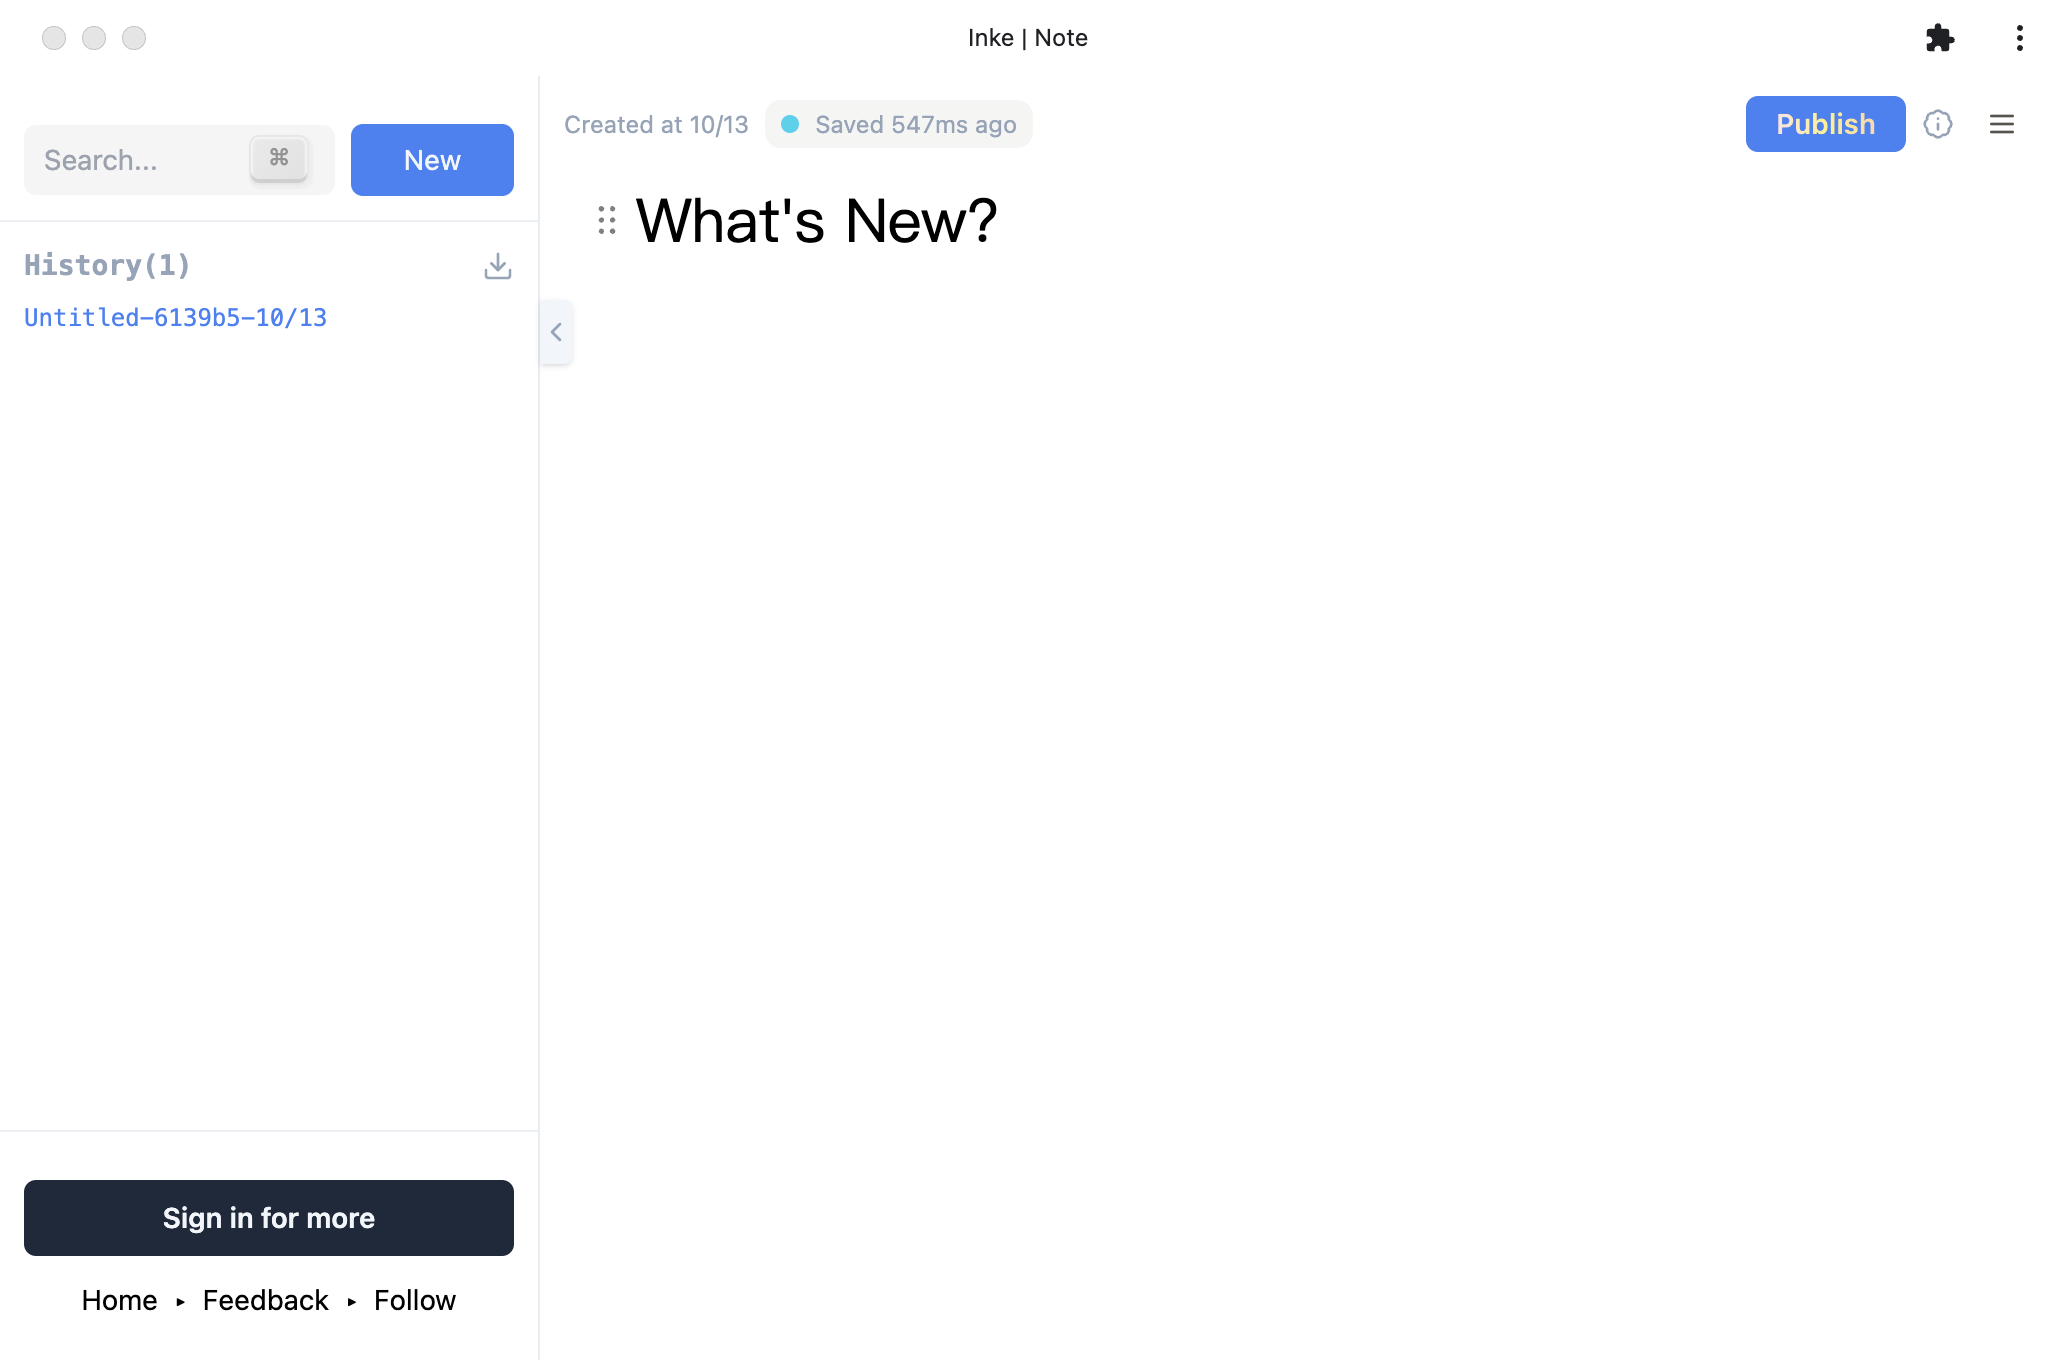 Inke | Note
Search...
⌘
New
History(1)
Untitled-6139b5-10/13
Sign in for more
Home ▸ Feedback ▸ Follow
Created at 10/13
Saved 547ms ago
Publish
What's New?